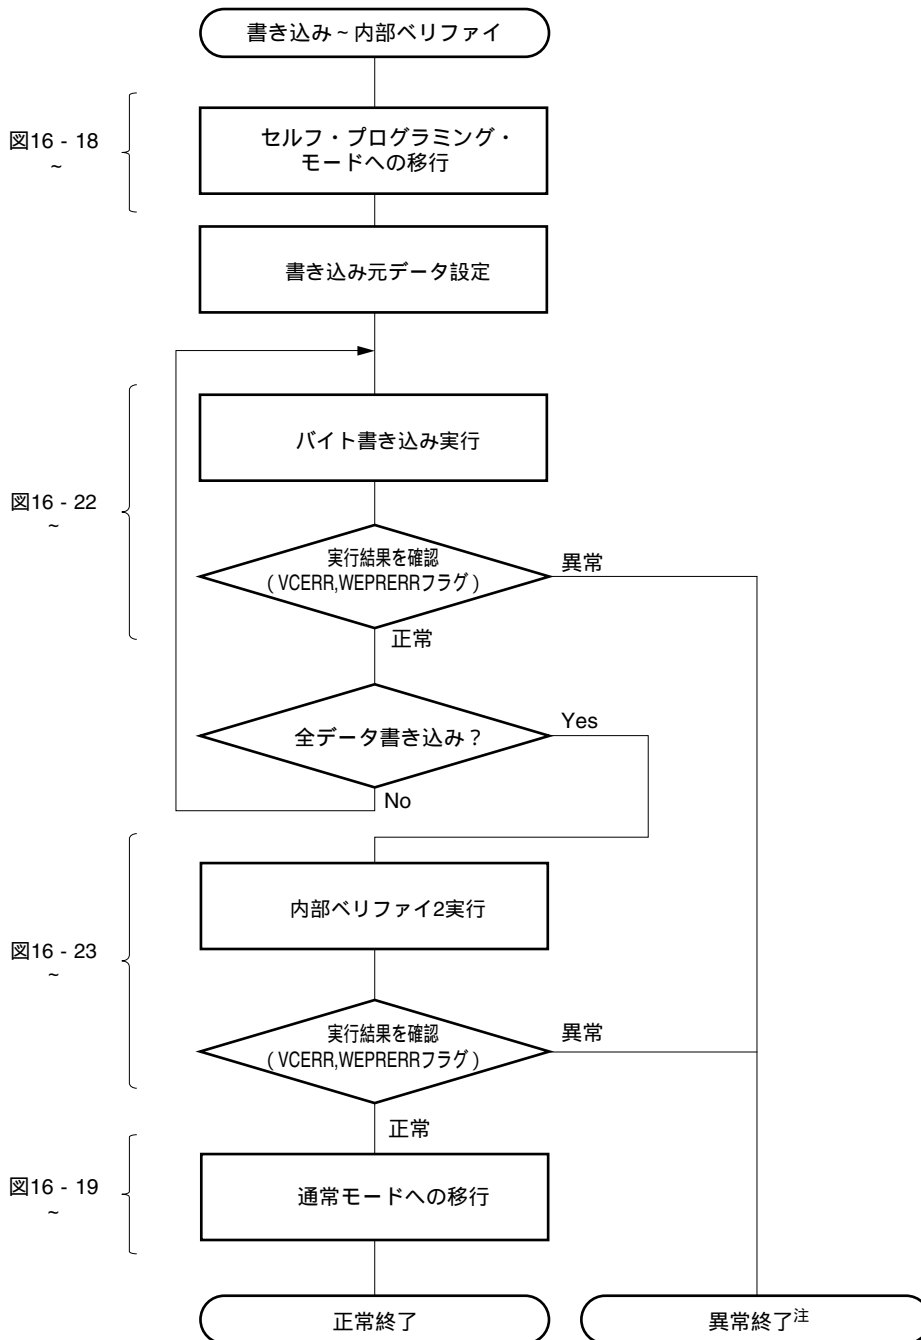 書き込み～内部ベリファイ
図16 - 18
~
セルフ・プログラミング・
モードへの移行
書き込み元データ設定
図16 - 22
~
バイト書き込み実行
実行結果を確認
( VCERR,WEPRERRフラグ )
異常
正常
全データ書き込み？
Yes
No
図16 - 23
~
内部ベリファイ2実行
実行結果を確認
( VCERR,WEPRERRフラグ )
異常
正常
図16 - 19
~
通常モードへの移行
正常終了
異常終了注